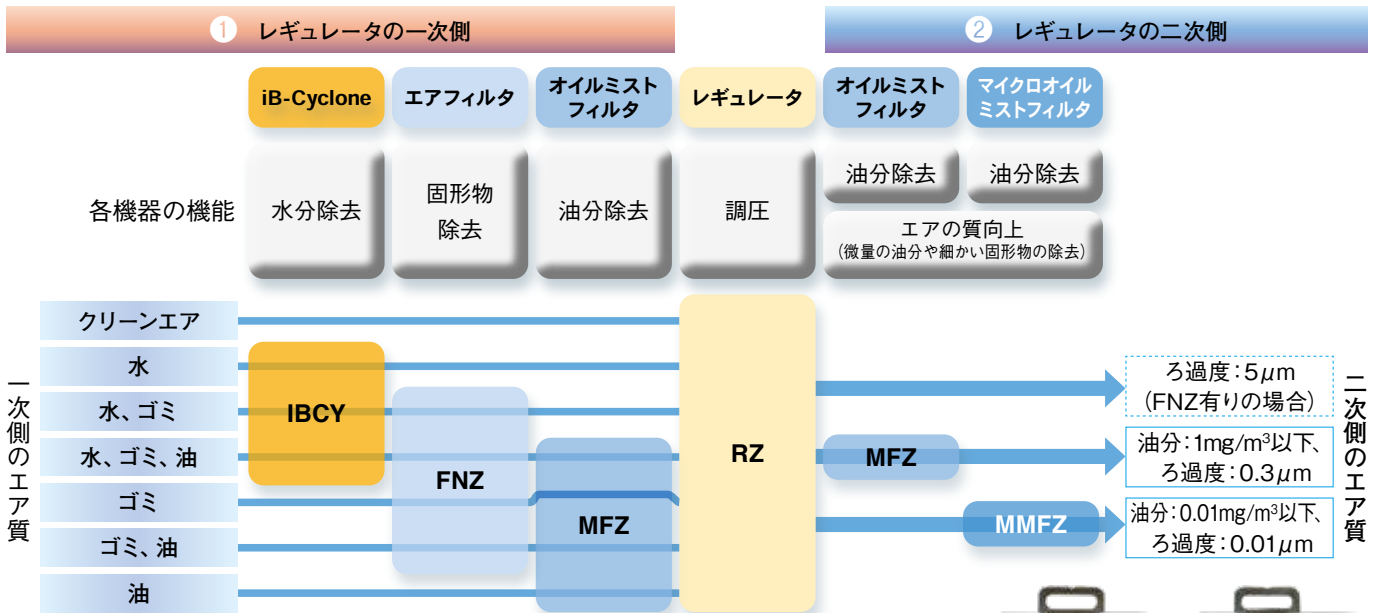 ① レギュレータの一次側
② レギュレータの二次側
iB-Cyclone
エアフィルタ
オイルミスト
フィルタ
レギュレータ
オイルミスト
フィルタ
マイクロオイル
ミストフィルタ
各機器の機能
水分除去
固形物
除去
油分除去
調圧
油分除去
油分除去
エアの質向上
(微量の油分や細かい固形物の除去)
一次側のエア質
クリーンエア
水
水、ゴミ
水、ゴミ、油
ゴミ
ゴミ、油
油
IBCY
FNZ
MFZ
RZ
MFZ
MMFZ
ろ過度:5μm
(FNZ有りの場合)
油分:1mg/m³以下、
ろ過度:0.3μm
油分:0.01mg/m³以下、
ろ過度:0.01μm
二次側のエア質